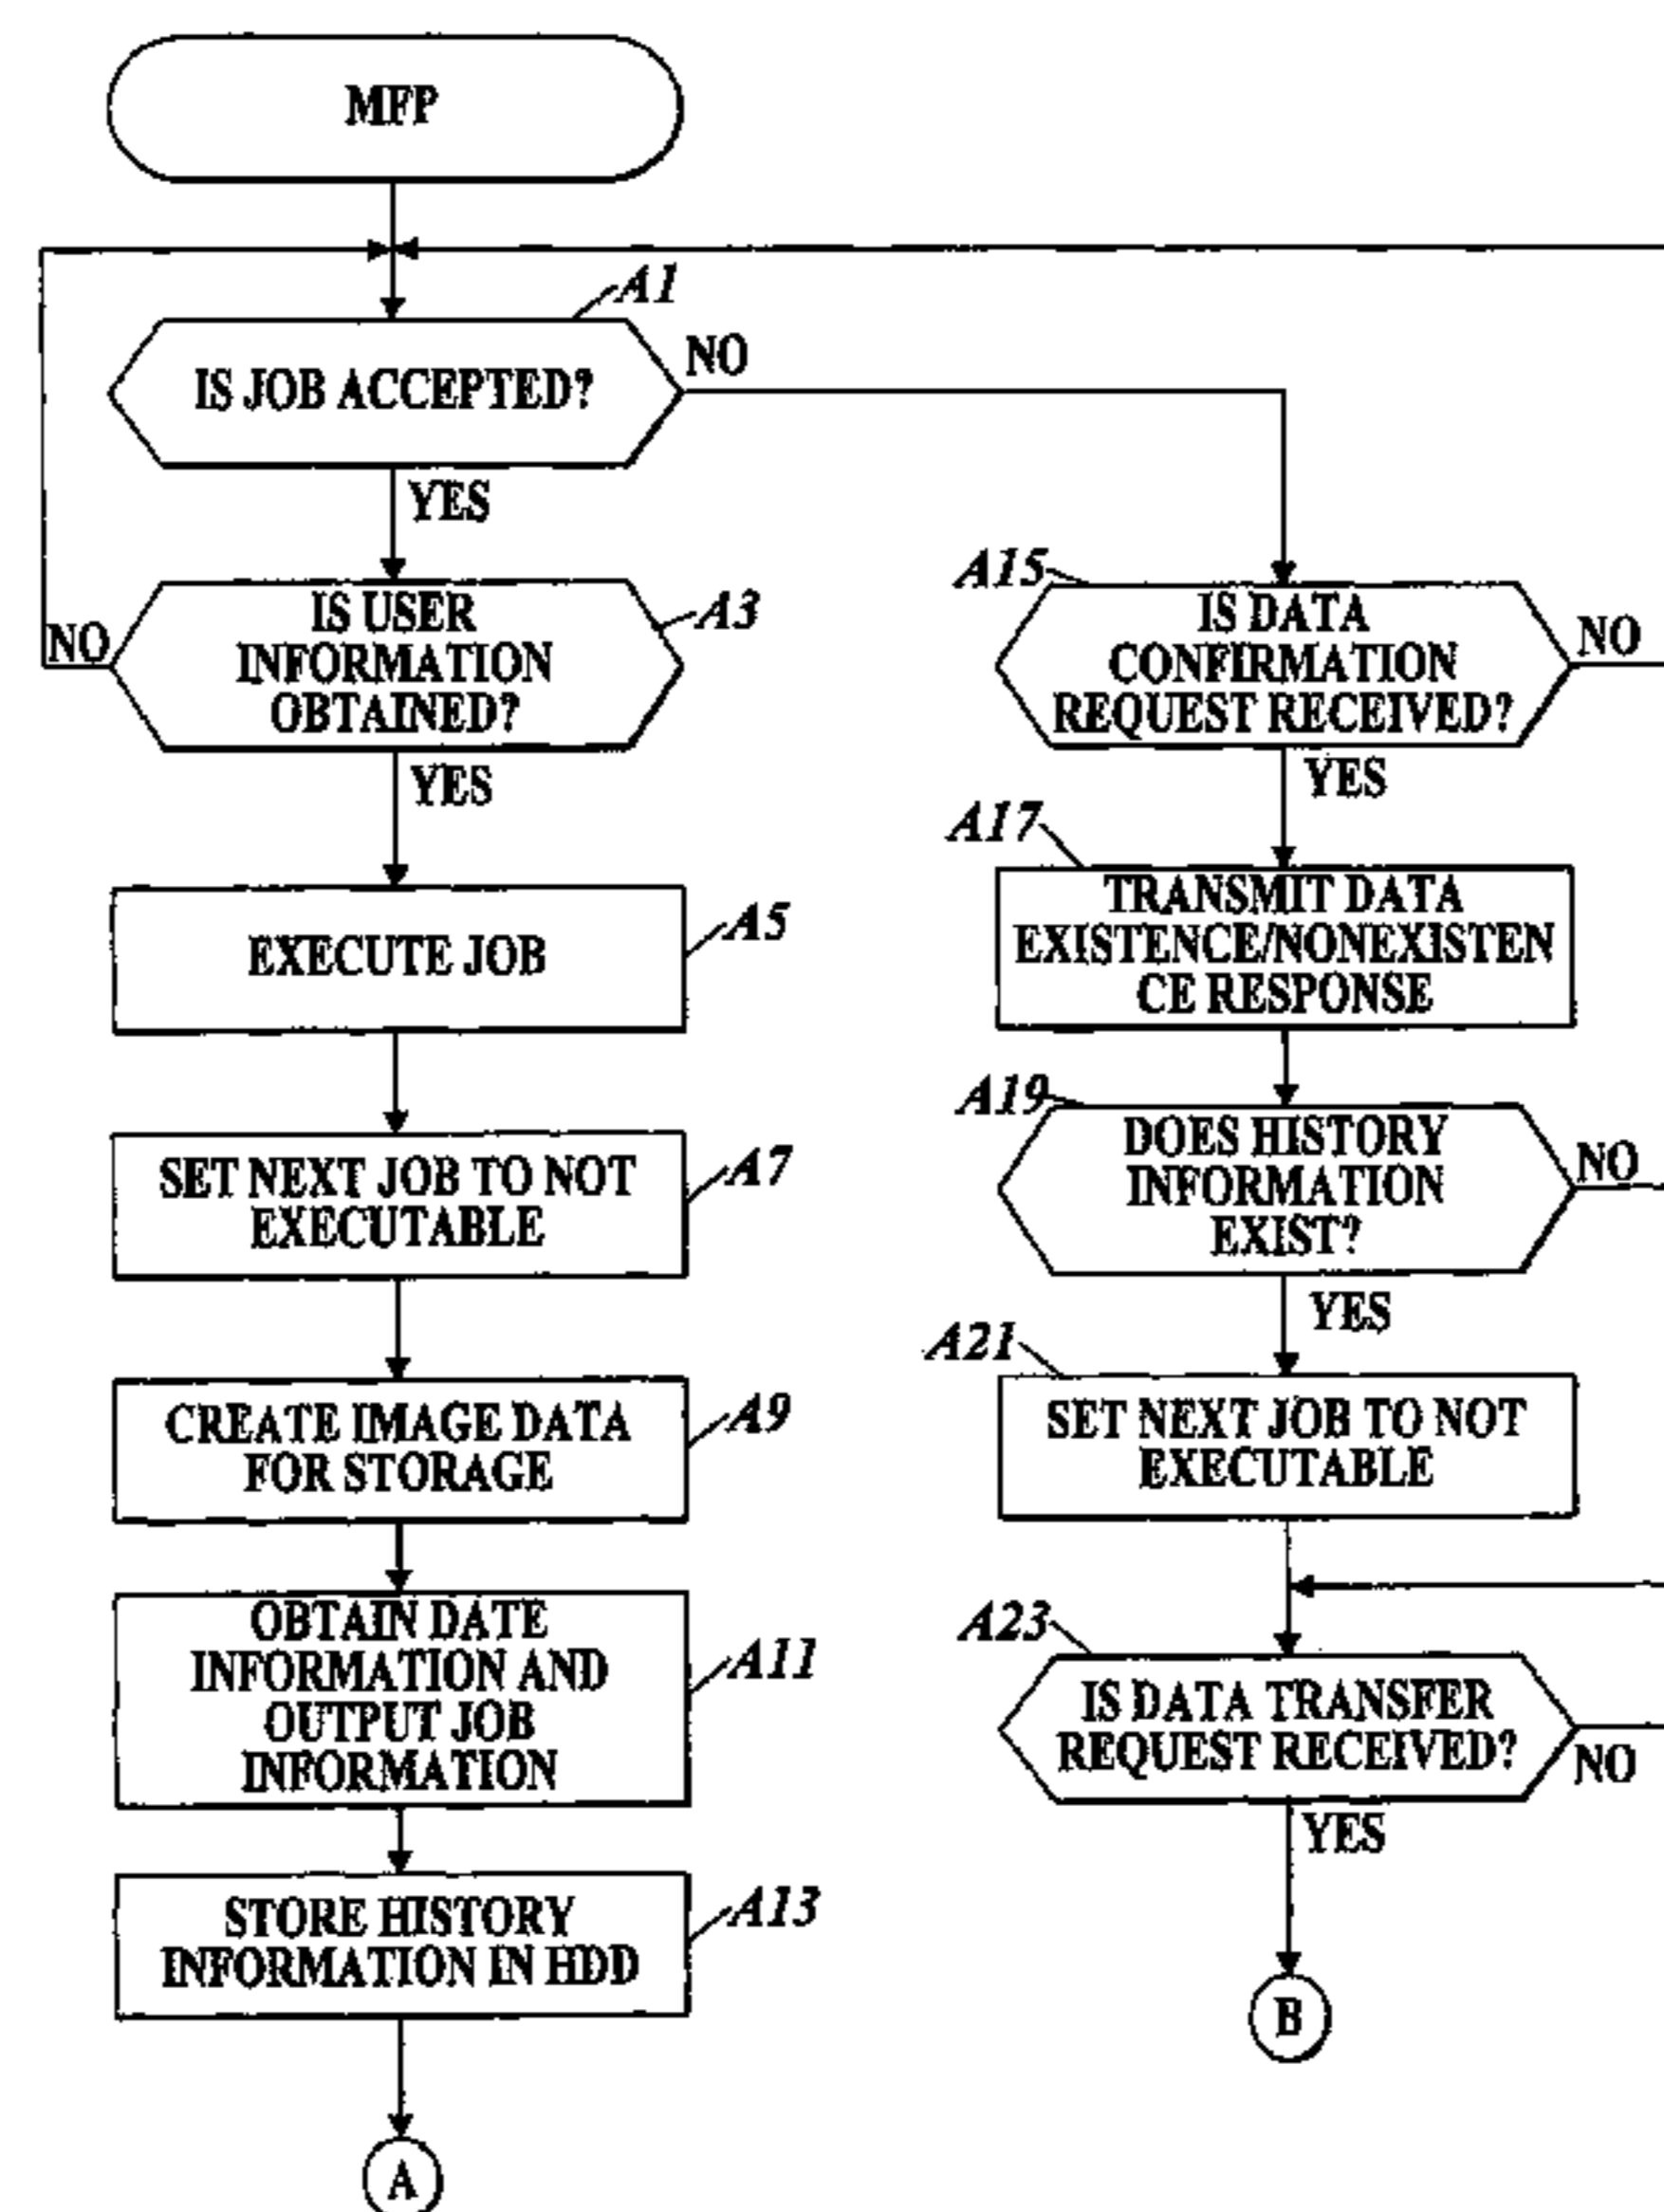 MFP
A1
IS JOB ACCEPTED?
NO
YES
A3
IS USER
INFORMATION
OBTAINED?
NO
YES
A5
EXECUTE JOB
A7
SET NEXT JOB TO NOT
EXECUTABLE
A9
CREATE IMAGE DATA
FOR STORAGE
A11
OBTAIN DATE
INFORMATION AND
OUTPUT JOB
INFORMATION
A13
STORE HISTORY
INFORMATION IN HDD
A
A15
IS DATA
CONFIRMATION
REQUEST RECEIVED?
NO
YES
A17
TRANSMIT DATA
EXISTENCE/NONEXISTEN
CE RESPONSE
A19
DOES HISTORY
INFORMATION
EXIST?
NO
YES
A21
SET NEXT JOB TO NOT
EXECUTABLE
A23
IS DATA TRANSFER
REQUEST RECEIVED?
NO
YES
B